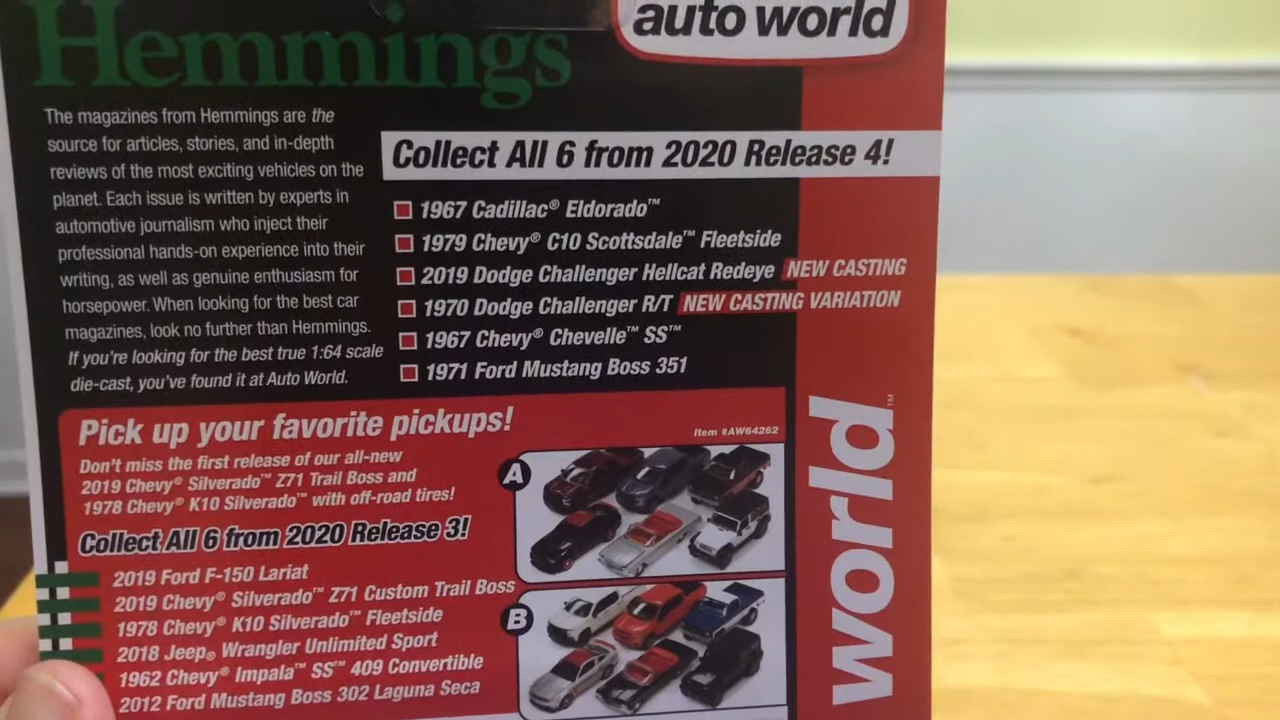 Hemmings
auto world
The magazines from Hemmings are the
source for articles, stories, and in-depth
reviews of the most exciting vehicles on the
planet. Each issue is written by experts in
automotive journalism who inject their
professional hands-on experience into their
writing, as well as genuine enthusiasm for
horsepower. When looking for the best car
magazines, look no further than Hemmings.
If you're looking for the best true 1:64 scale
die-cast, you've found it at Auto World.
Collect All 6 from 2020 Release 4!
1967 Cadillac® Eldorado™
1979 Chevy® C10 Scottsdale™ Fleetside
2019 Dodge Challenger Hellcat Redeye NEW CASTING
1970 Dodge Challenger R/T NEW CASTING VARIATION
1967 Chevy® Chevelle™ SS™
1971 Ford Mustang Boss 351
Pick up your favorite pickups!
Item #AW64262
Don't miss the first release of our all-new
2019 Chevy® Silverado™ Z71 Trail Boss and
1978 Chevy® K10 Silverado™ with off-road tires!
Collect All 6 from 2020 Release 3!
2019 Ford F-150 Lariat
2019 Chevy® Silverado™ Z71 Custom Trail Boss
1978 Chevy® K10 Silverado™ Fleetside
2018 Jeep® Wrangler Unlimited Sport
1962 Chevy® Impala™ SS™ 409 Convertible
2012 Ford Mustang Boss 302 Laguna Seca
A
B
world™